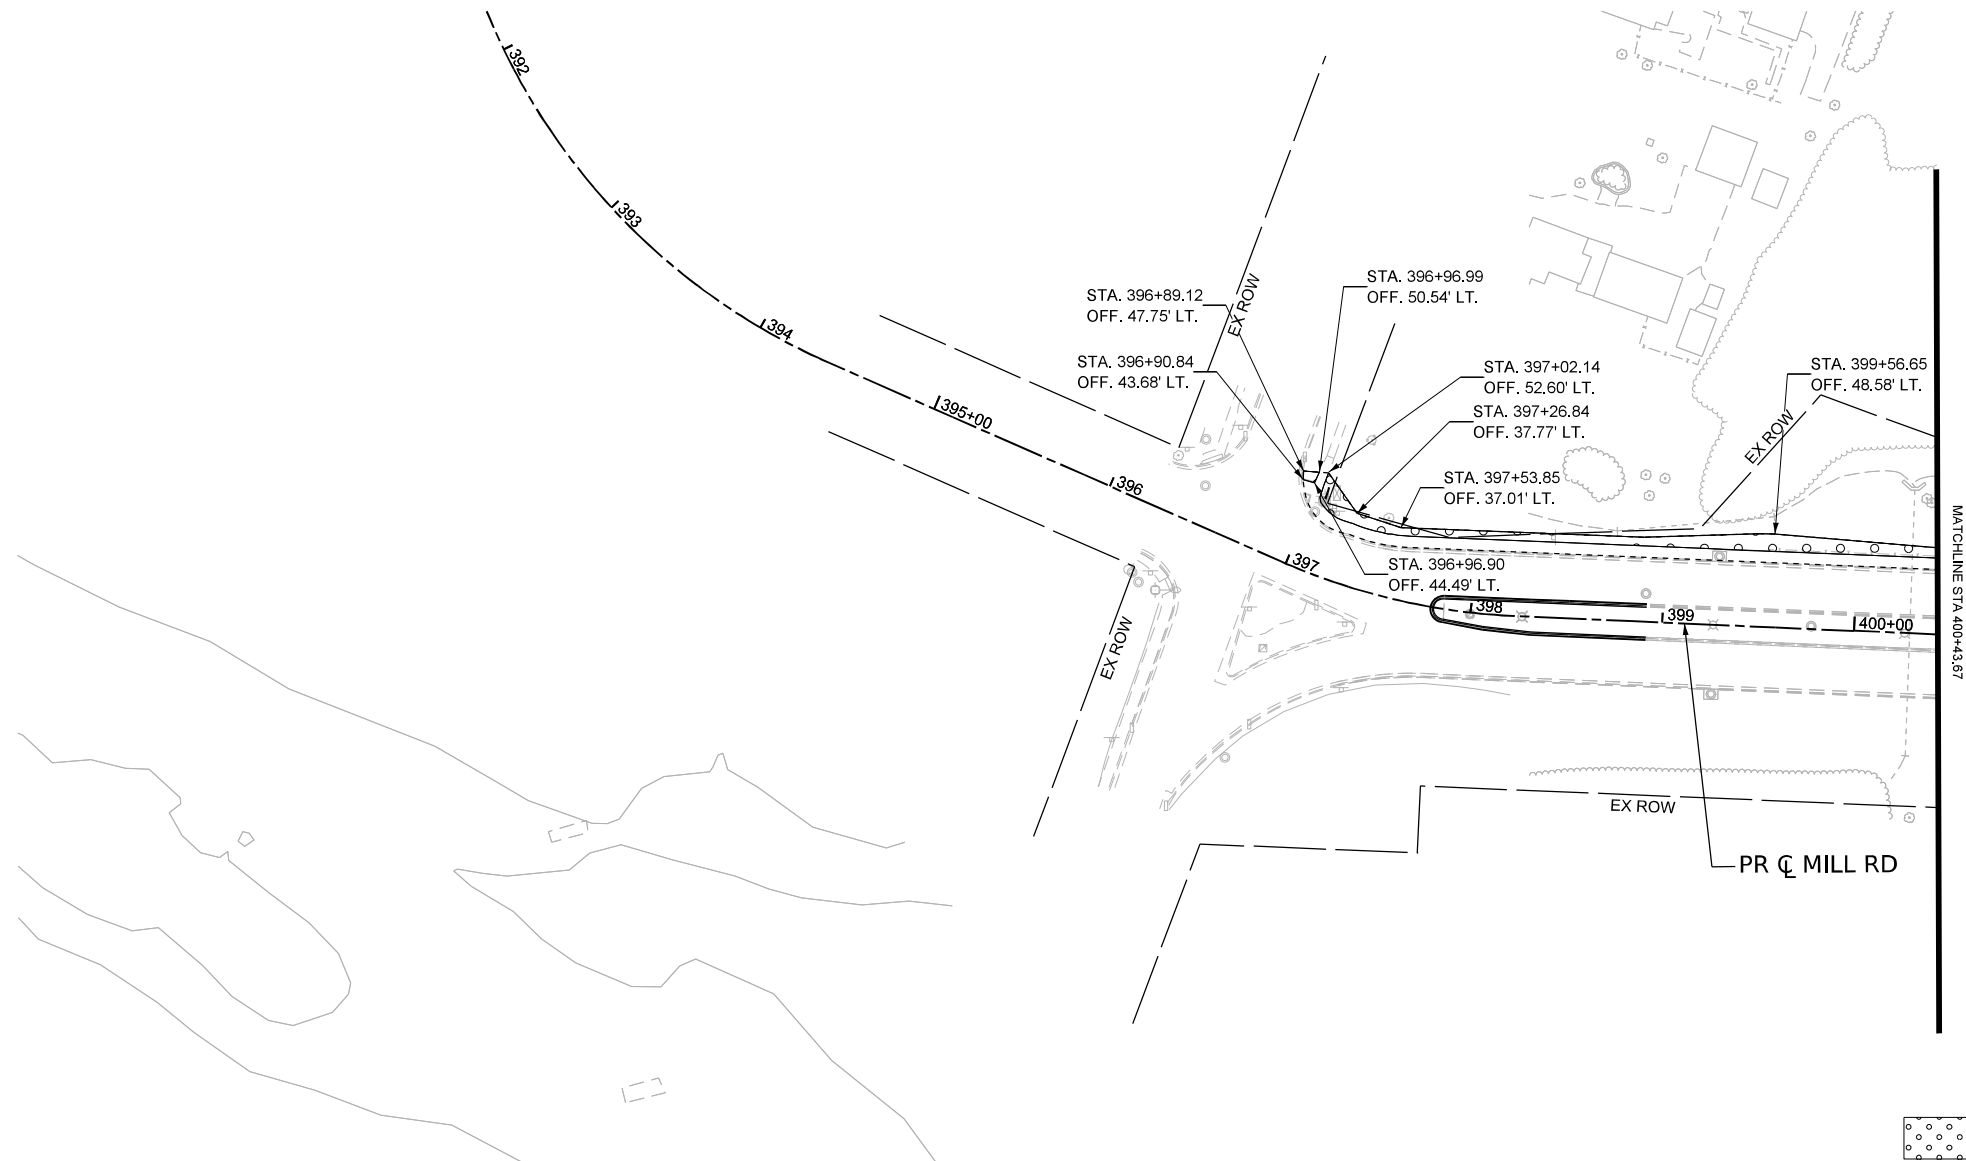 392
393
394
395+00
396
397
398
399
400+00
STA. 396+89.12
OFF. 47.75' LT.
STA. 396+90.84
OFF. 43.68' LT.
EX ROW
STA. 396+96.99
OFF. 50.54' LT.
STA. 397+02.14
OFF. 52.60' LT.
STA. 397+26.84
OFF. 37.77' LT.
STA. 397+53.85
OFF. 37.01' LT.
STA. 396+96.90
OFF. 44.49' LT.
STA. 399+56.65
OFF. 48.58' LT.
EX ROW
EX ROW
EX ROW
PR ℄ MILL RD
MATCHLINE STA 400+43.67